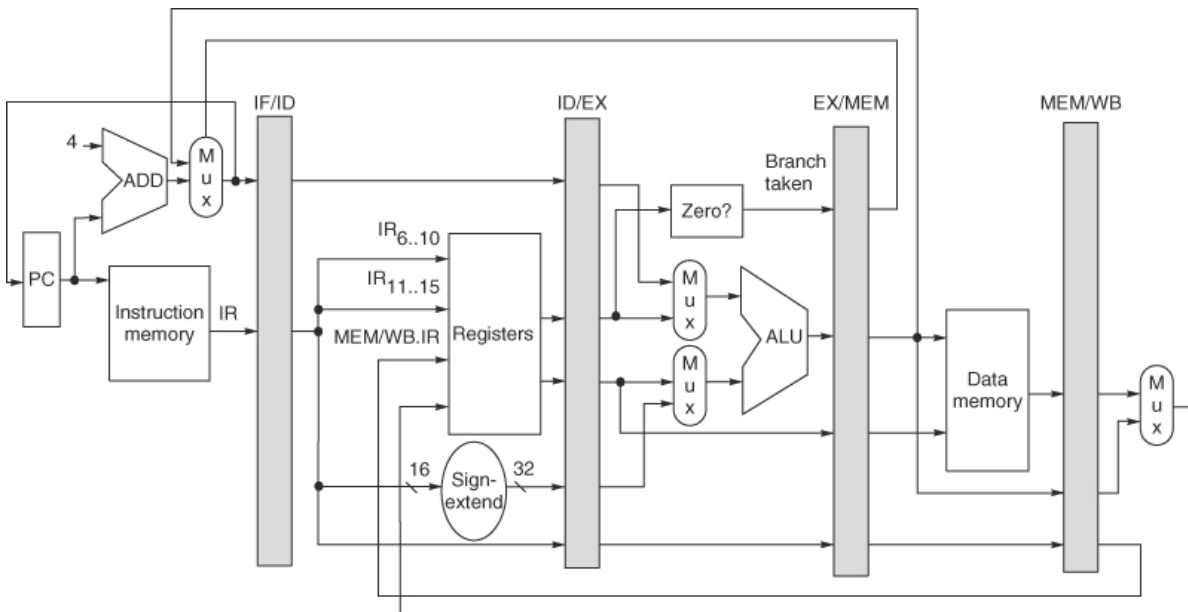 IF/ID
ID/EX
EX/MEM
MEM/WB
4
ADD
M
u
x
Branch
taken
Zero?
IR6..10
IR11..15
MEM/WB.IR
PC
Instruction
memory
IR
Registers
M
u
x
ALU
M
u
x
Data
memory
M
u
x
16
Sign-
extend
32